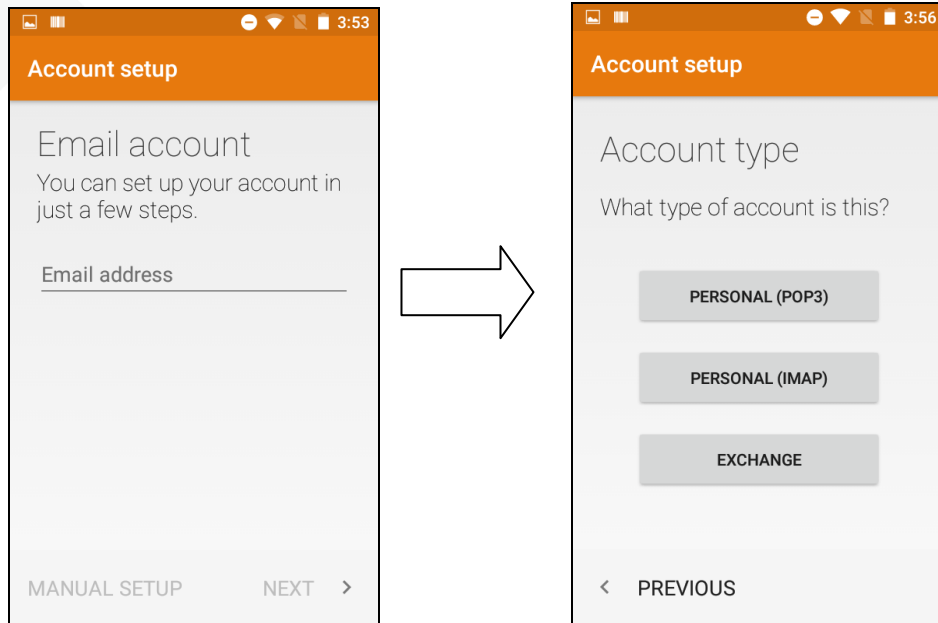 3:53
Account setup
Email account
You can set up your account in
just a few steps.
Email address
MANUAL SETUP
NEXT
3:56
Account setup
Account type
What type of account is this?
PERSONAL (POP3)
PERSONAL (IMAP)
EXCHANGE
PREVIOUS